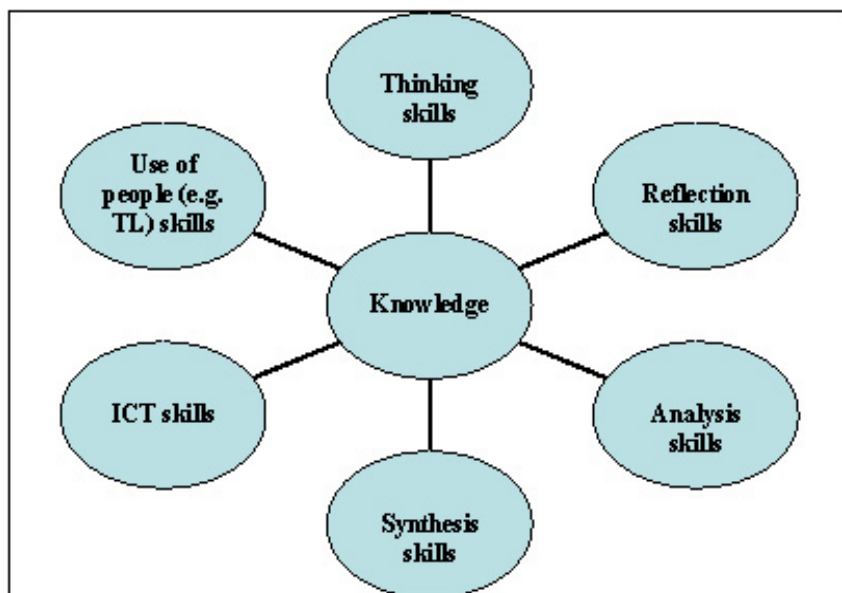 Thinking
skills
Use of
people (e.g.
TL) skills
Reflection
skills
Knowledge
ICT skills
Analysis
skills
Synthesis
skills